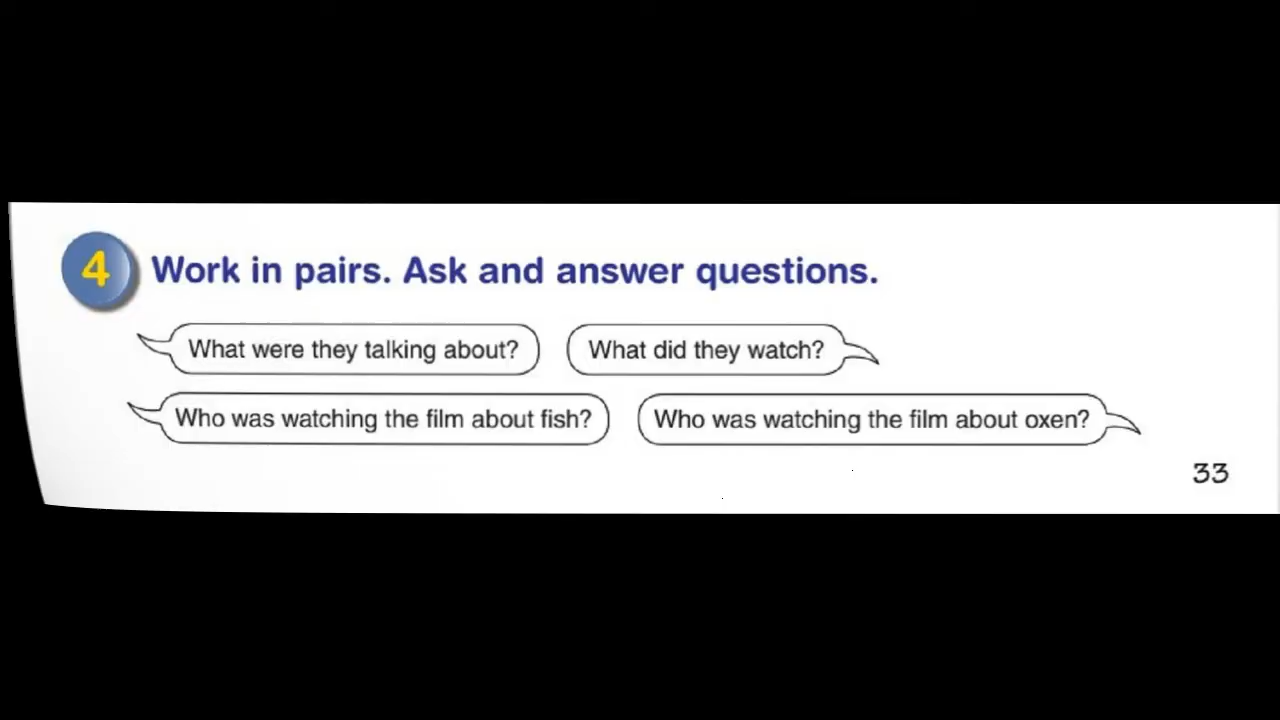 4 Work in pairs. Ask and answer questions.
What were they talking about? What did they watch?
Who was watching the film about fish? Who was watching the film about oxen?
33